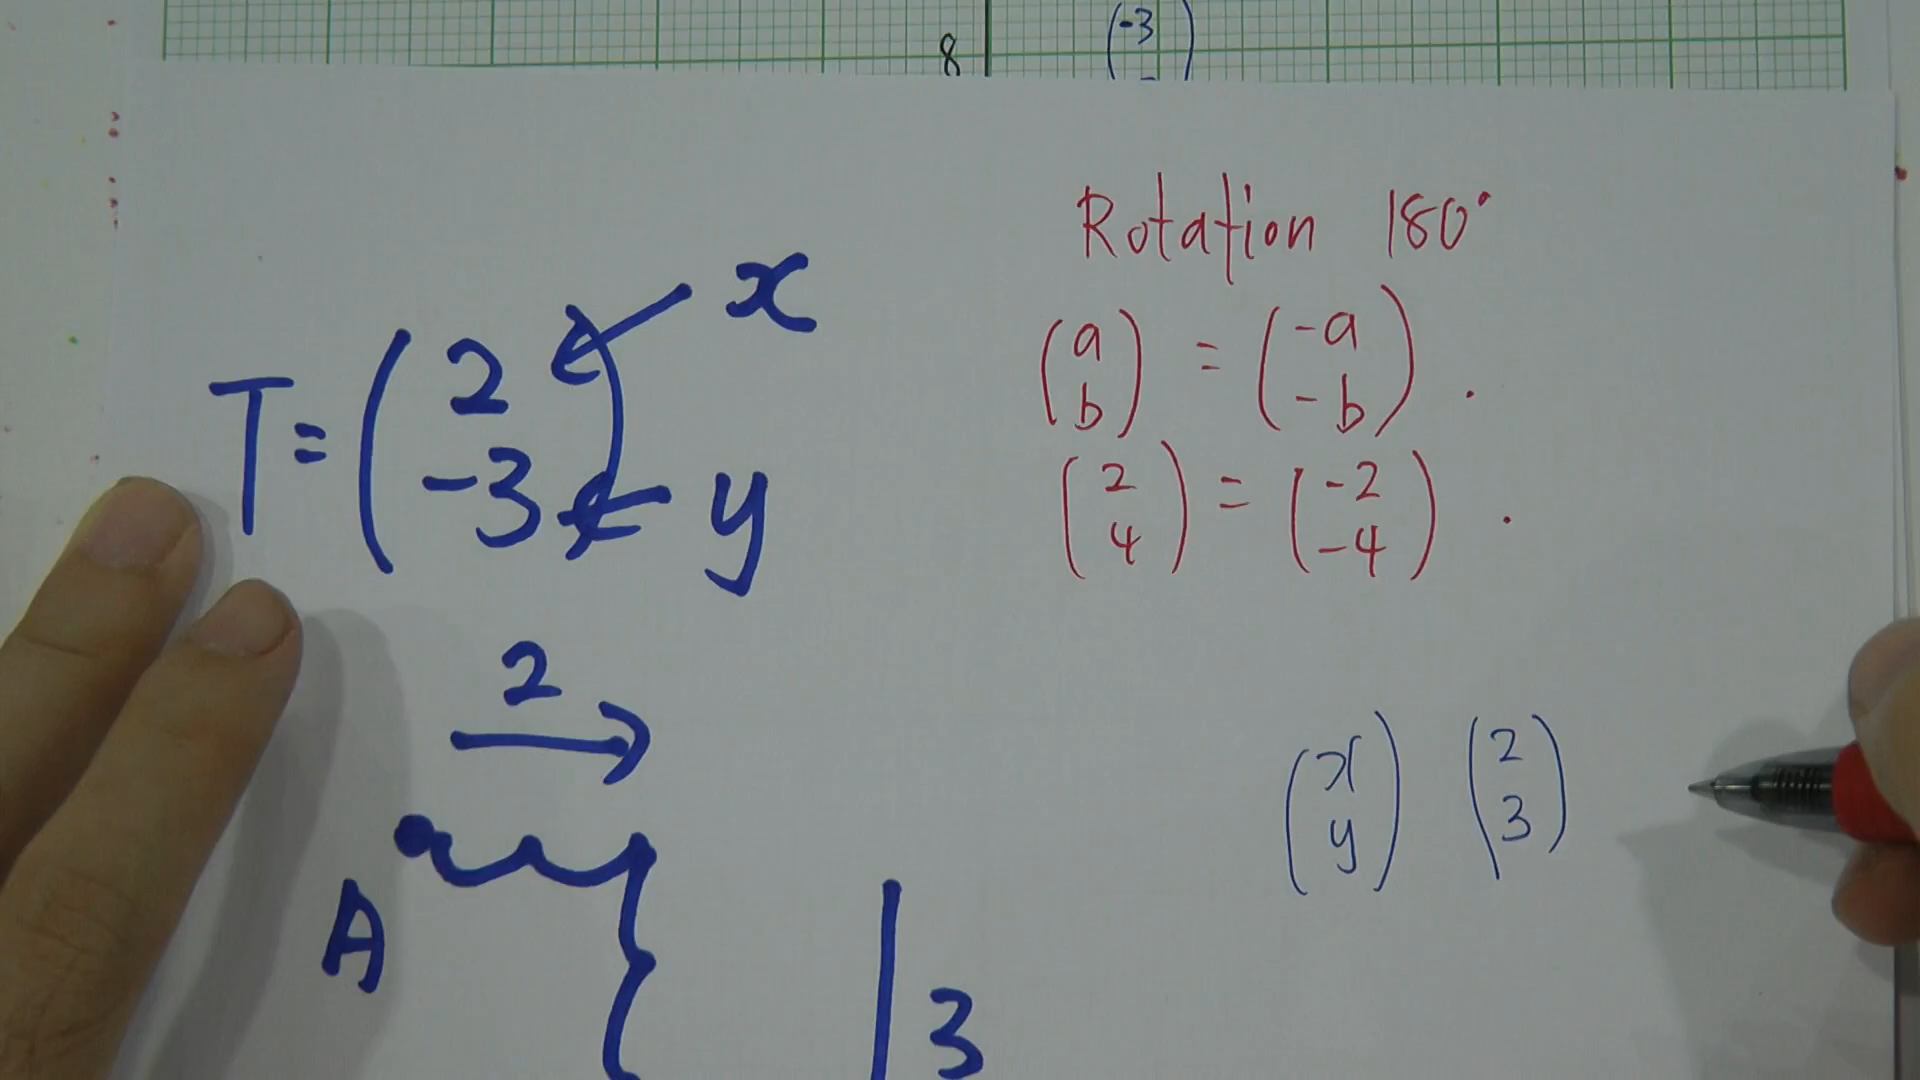 8
(-3
T = (2 -3) x y
2
A
3
Rotation 180°
(a b) = (-a -b).
(2 4) = (-2 -4).
(x y) (2 3)